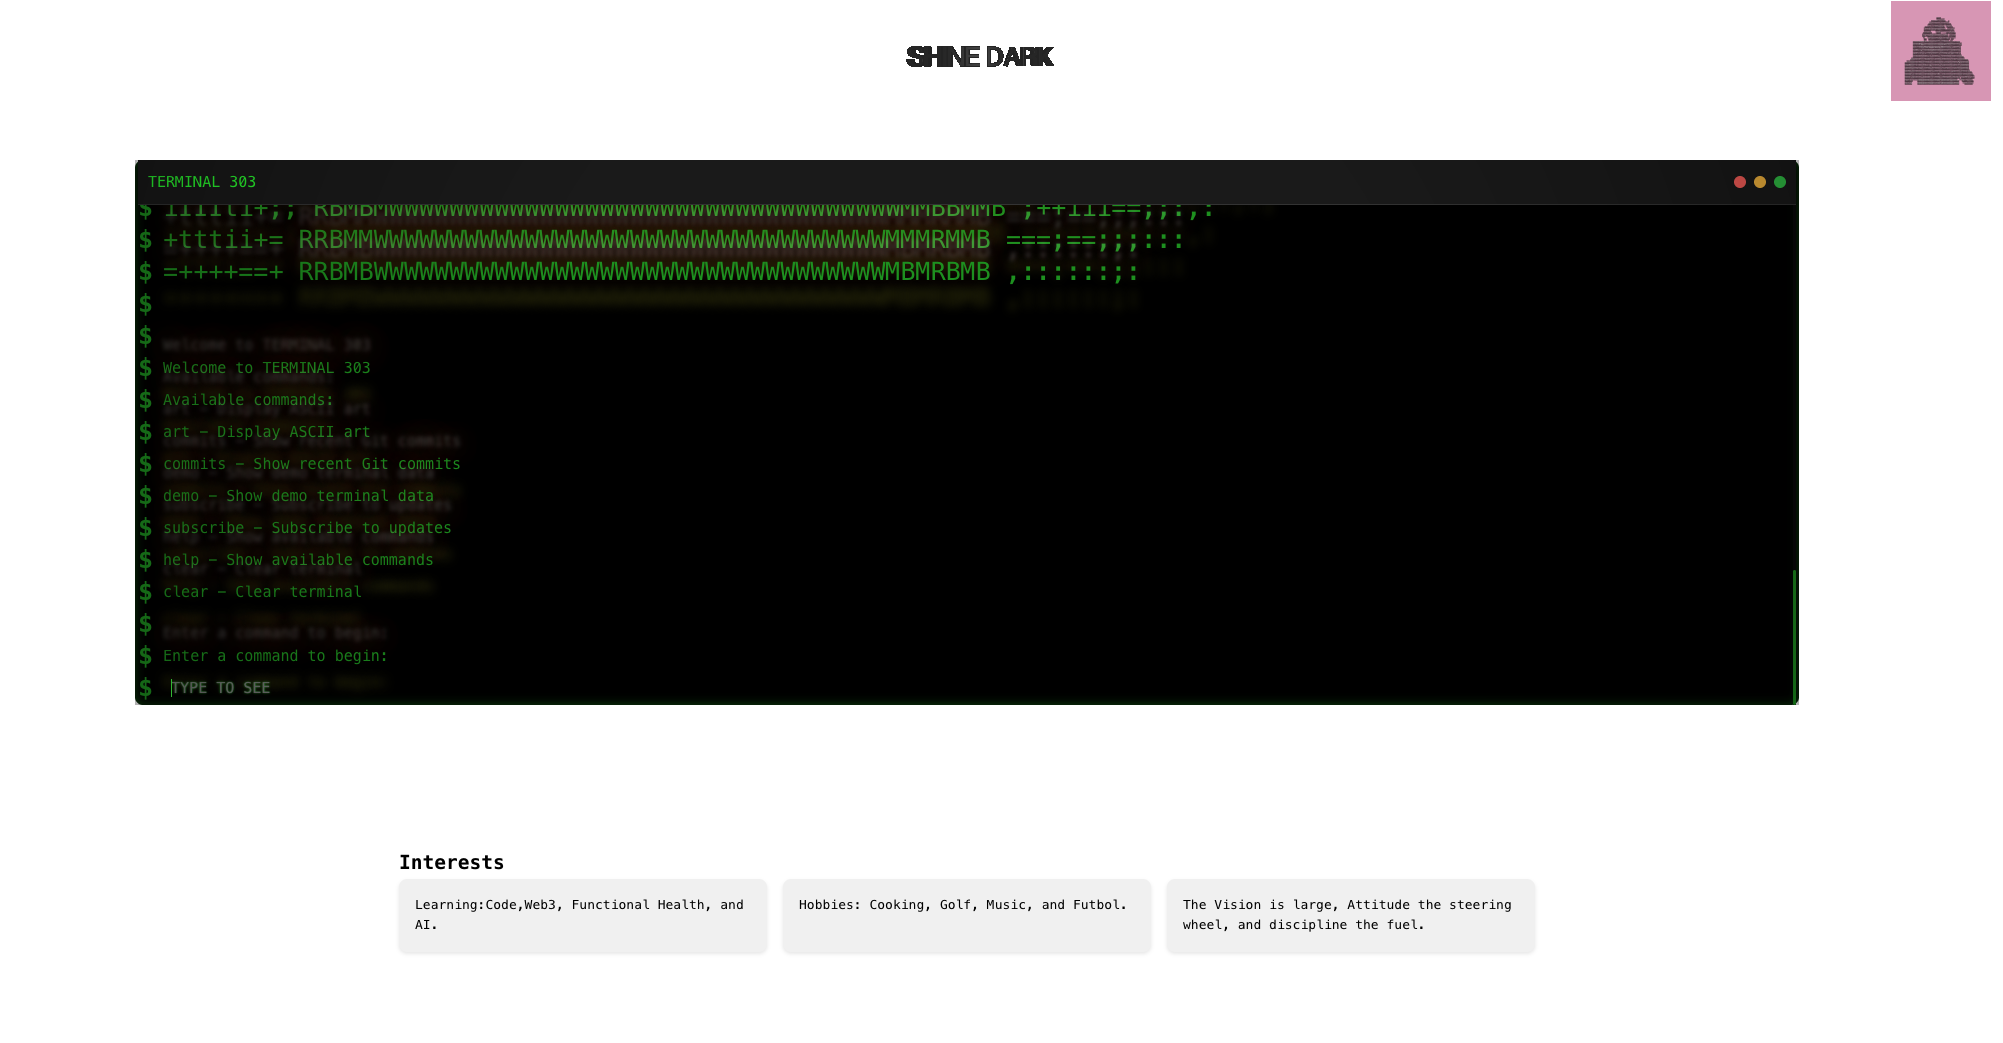 SHINE DARK
TERMINAL 303
$ +tttii+= RRBMMWWWWWWWWWWWWWWWWWWWWWWWWWWWWWWWWWWMMMRMMB ===;==;;;:::
$ =++++==+ RRBMBWWWWWWWWWWWWWWWWWWWWWWWWWWWWWWWWWWMBMRBMB ,::::::;:
$
$
$ Welcome to TERMINAL 303
$ Available commands:
$ art - Display ASCII art
$ commits - Show recent Git commits
$ demo - Show demo terminal data
$ subscribe - Subscribe to updates
$ help - Show available commands
$ clear - Clear terminal
$
$ Enter a command to begin:
$ TYPE TO SEE
Interests
Learning:Code,Web3, Functional Health, and
AI.
Hobbies: Cooking, Golf, Music, and Futbol.
The Vision is large, Attitude the steering
wheel, and discipline the fuel.